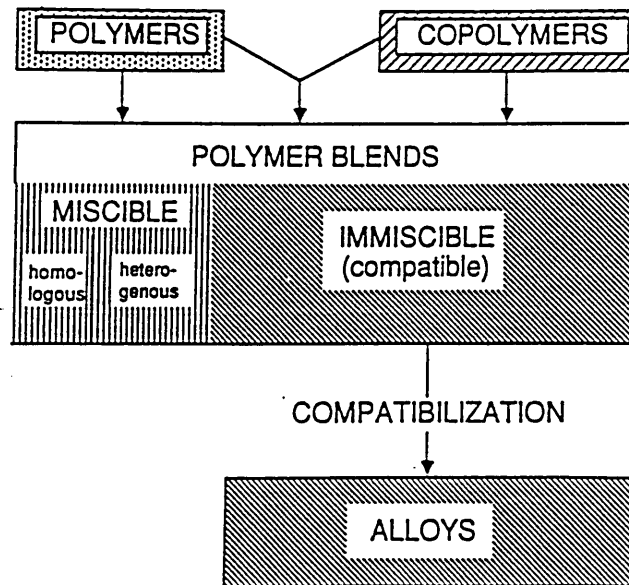 POLYMERS
COPOLYMERS
POLYMER BLENDS
MISCIBLE
homo-
logous
hetero-
genous
IMMISCIBLE
(compatible)
COMPATIBILIZATION
ALLOYS